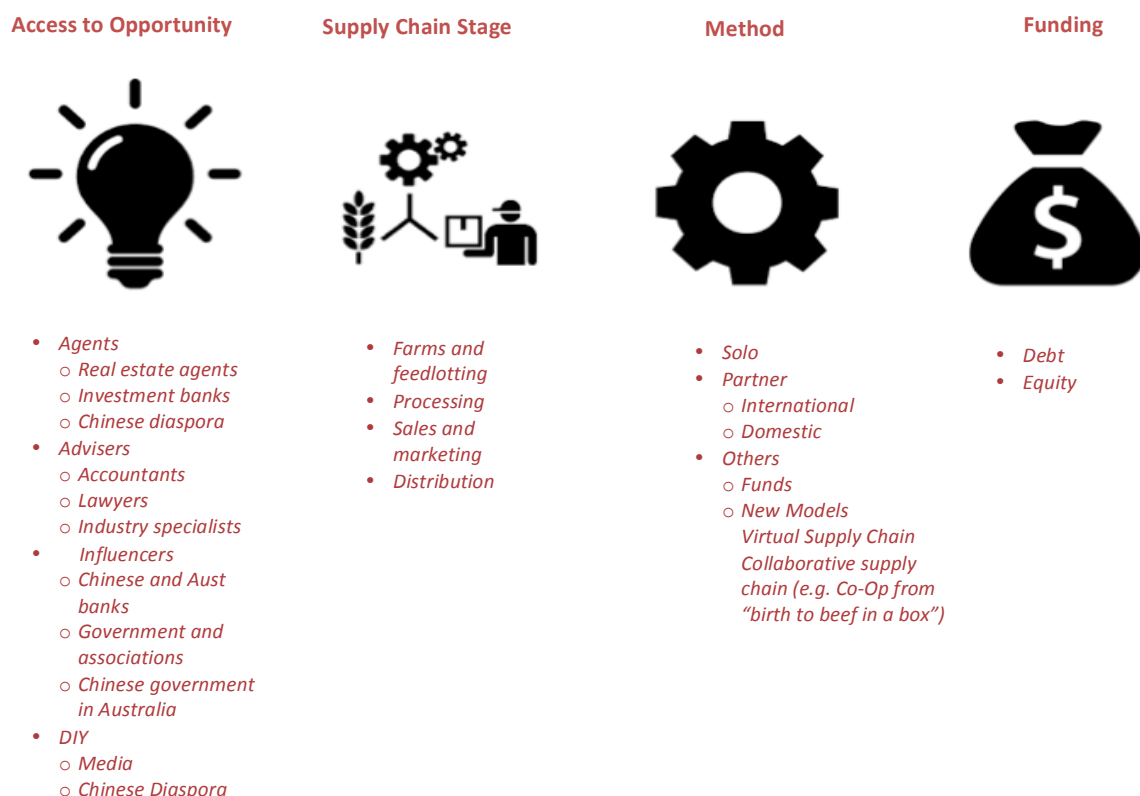 Access to Opportunity
Supply Chain Stage
Method
Funding
$
• Agents
o Real estate agents
o Investment banks
o Chinese diaspora
• Advisers
o Accountants
o Lawyers
o Industry specialists
• Influencers
o Chinese and Aust
banks
o Government and
associations
o Chinese government
in Australia
• DIY
o Media
o Chinese Diaspora
• Farms and
feedlotting
• Processing
• Sales and
marketing
• Distribution
• Solo
• Partner
o International
o Domestic
• Others
o Funds
o New Models
Virtual Supply Chain
Collaborative supply
chain (e.g. Co-Op from
“birth to beef in a box”)
• Debt
• Equity